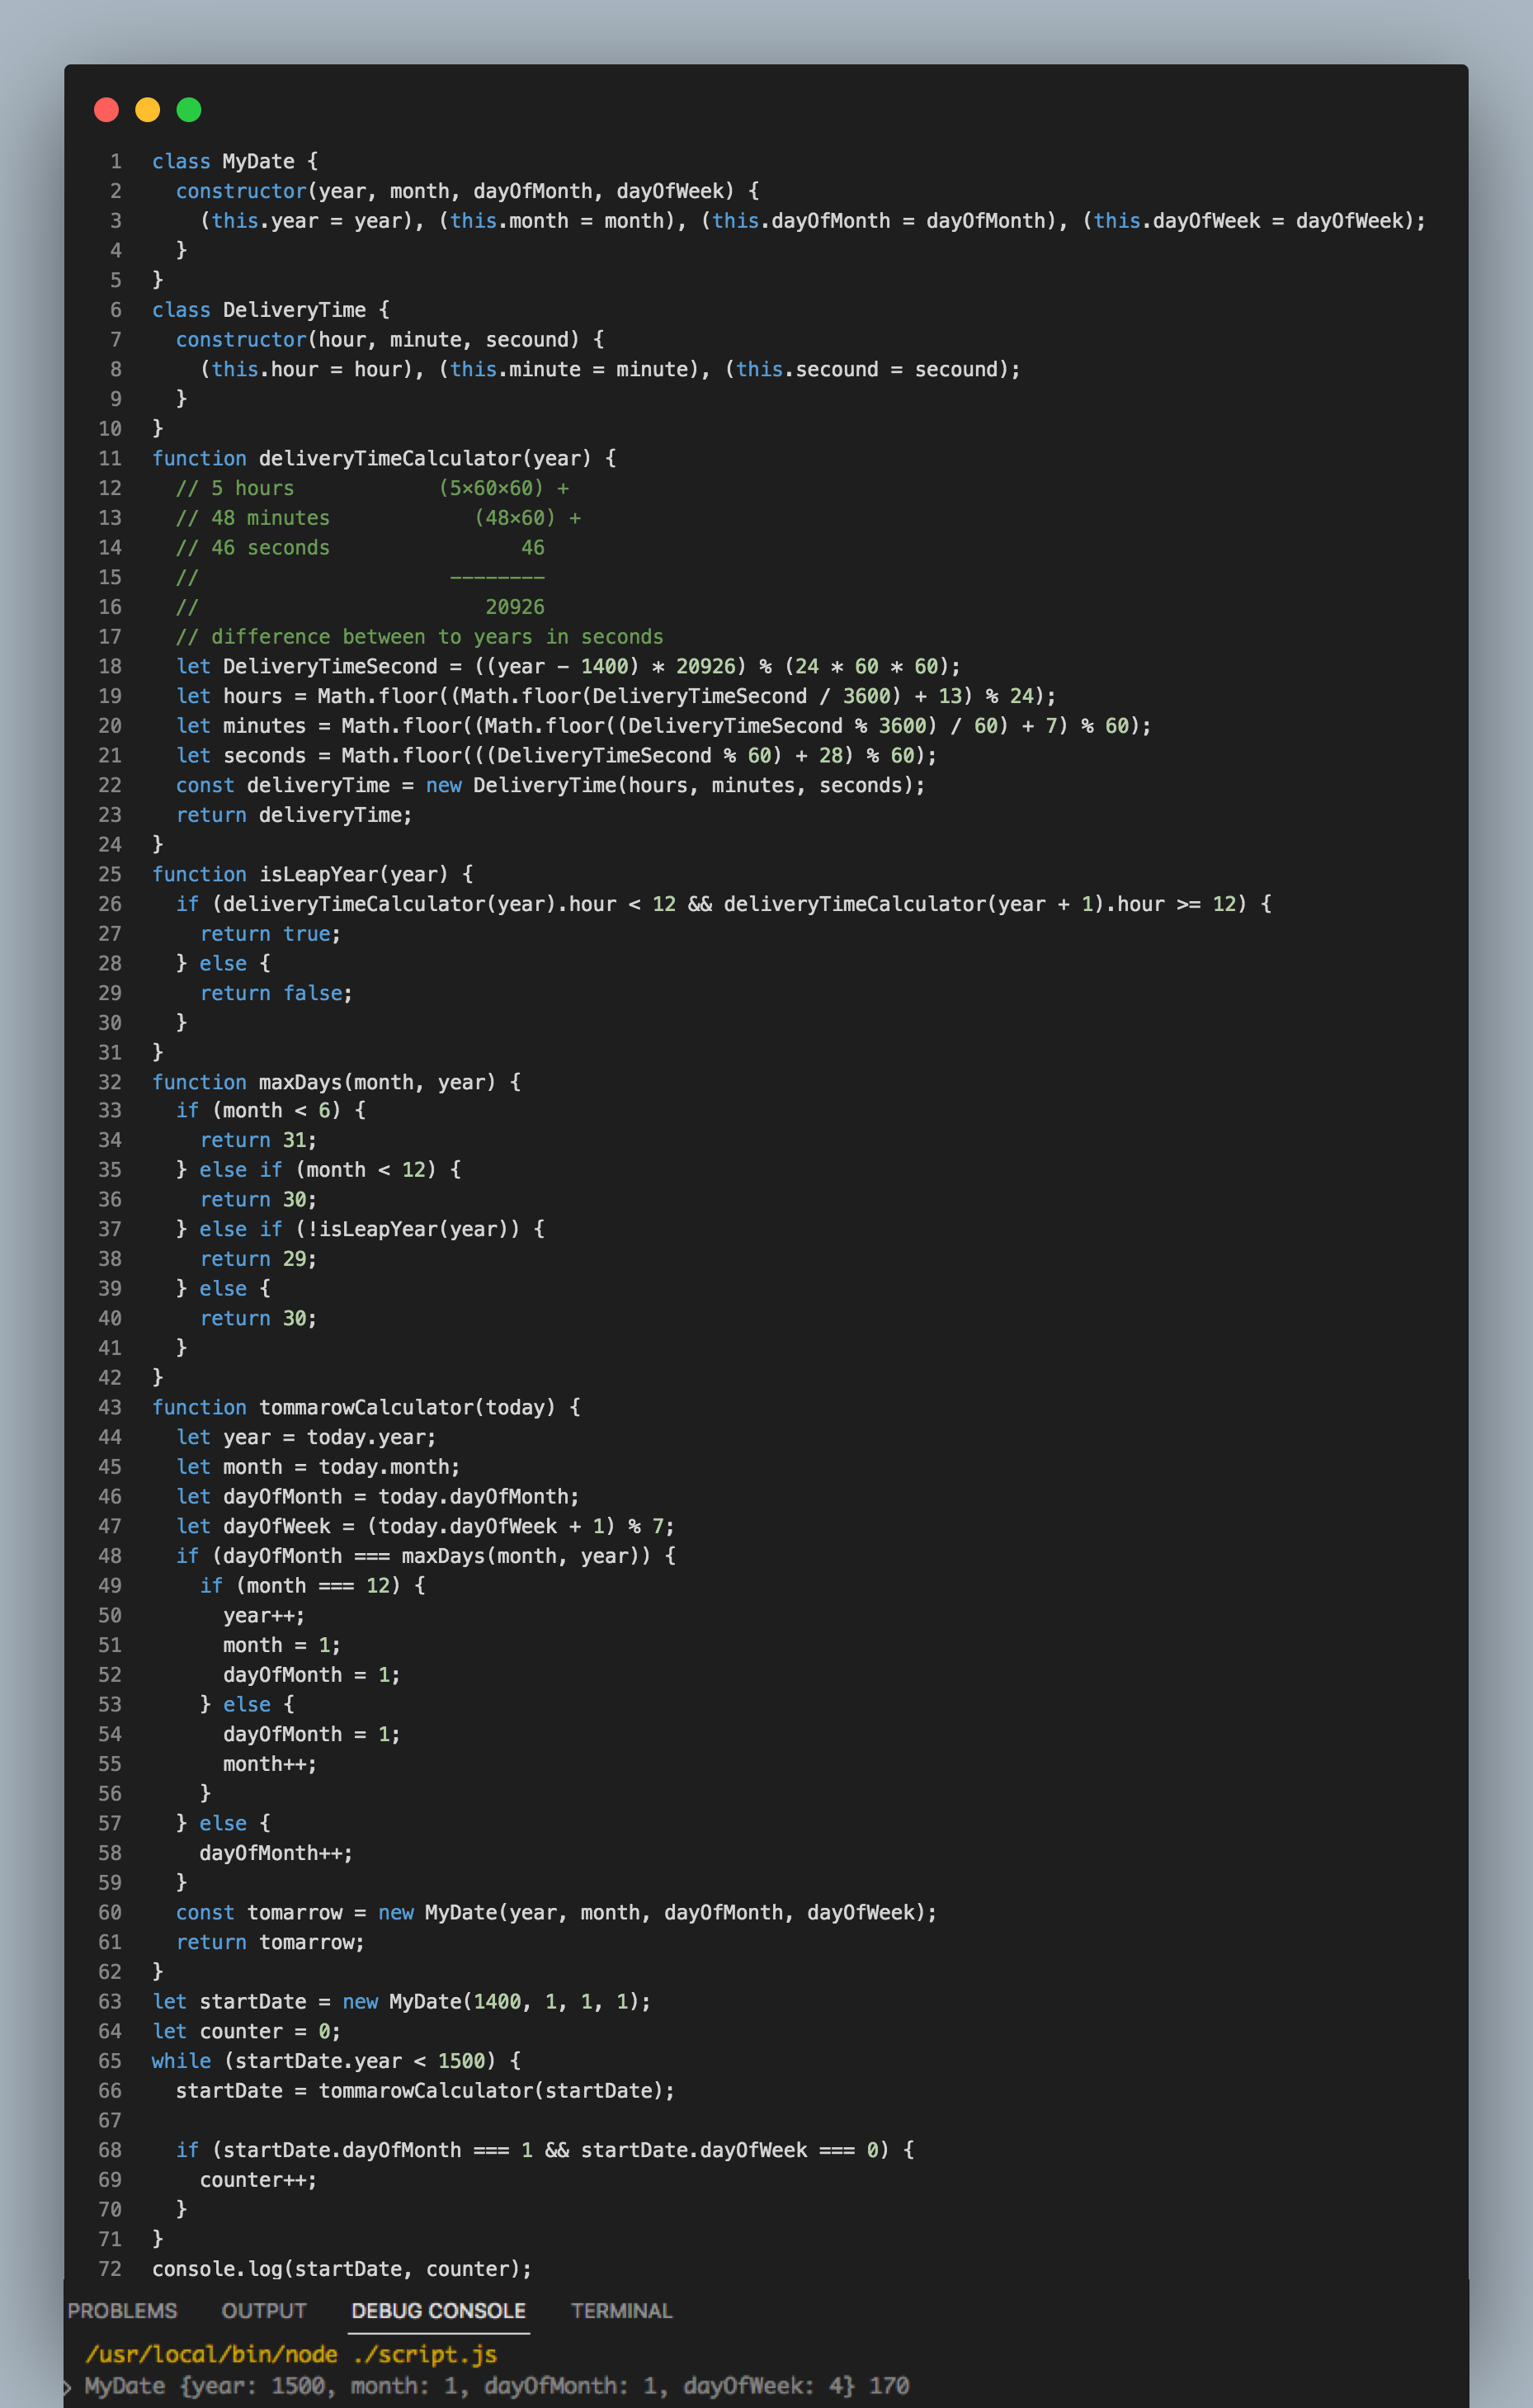 1 class MyDate {
2   constructor(year, month, dayOfMonth, dayOfWeek) {
3     (this.year = year), (this.month = month), (this.dayOfMonth = dayOfMonth), (this.dayOfWeek = dayOfWeek);
4   }
5 }
6 class DeliveryTime {
7   constructor(hour, minute, secound) {
8     (this.hour = hour), (this.minute = minute), (this.secound = secound);
9   }
10 }
11 function deliveryTimeCalculator(year) {
12   // 5 hours            (5×60×60) +
13   // 48 minutes            (48×60) +
14   // 46 seconds                46
15   //                     --------
16   //                        20926
17   // difference between to years in seconds
18   let DeliveryTimeSecond = ((year - 1400) * 20926) % (24 * 60 * 60);
19   let hours = Math.floor((Math.floor(DeliveryTimeSecond / 3600) + 13) % 24);
20   let minutes = Math.floor((Math.floor((DeliveryTimeSecond % 3600) / 60) + 7) % 60);
21   let seconds = Math.floor(((DeliveryTimeSecond % 60) + 28) % 60);
22   const deliveryTime = new DeliveryTime(hours, minutes, seconds);
23   return deliveryTime;
24 }
25 function isLeapYear(year) {
26   if (deliveryTimeCalculator(year).hour < 12 && deliveryTimeCalculator(year + 1).hour >= 12) {
27     return true;
28   } else {
29     return false;
30   }
31 }
32 function maxDays(month, year) {
33   if (month < 6) {
34     return 31;
35   } else if (month < 12) {
36     return 30;
37   } else if (!isLeapYear(year)) {
38     return 29;
39   } else {
40     return 30;
41   }
42 }
43 function tommarowCalculator(today) {
44   let year = today.year;
45   let month = today.month;
46   let dayOfMonth = today.dayOfMonth;
47   let dayOfWeek = (today.dayOfWeek + 1) % 7;
48   if (dayOfMonth === maxDays(month, year)) {
49     if (month === 12) {
50       year++;
51       month = 1;
52       dayOfMonth = 1;
53     } else {
54       dayOfMonth = 1;
55       month++;
56     }
57   } else {
58     dayOfMonth++;
59   }
60   const tomarrow = new MyDate(year, month, dayOfMonth, dayOfWeek);
61   return tomarrow;
62 }
63 let startDate = new MyDate(1400, 1, 1, 1);
64 let counter = 0;
65 while (startDate.year < 1500) {
66   startDate = tommarowCalculator(startDate);
67
68   if (startDate.dayOfMonth === 1 && startDate.dayOfWeek === 0) {
69     counter++;
70   }
71 }
72 console.log(startDate, counter);
PROBLEMS OUTPUT DEBUG CONSOLE TERMINAL
/usr/local/bin/node ./script.js
> MyDate {year: 1500, month: 1, dayOfMonth: 1, dayOfWeek: 4} 170